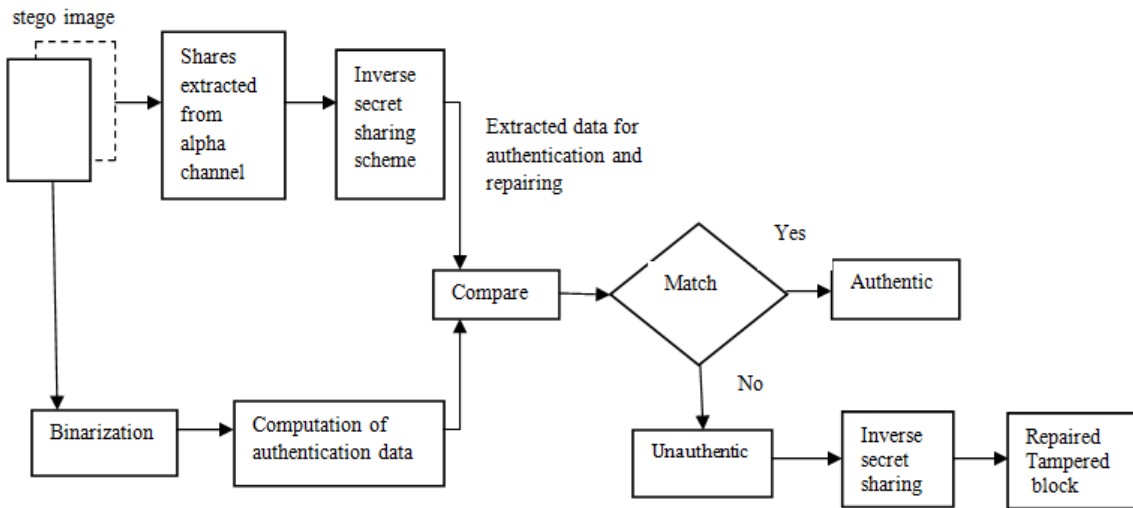 stego image
Shares
extracted
from
alpha
channel
Inverse
secret
sharing
scheme
Extracted data for
authentication and
repairing
Yes
Compare
Match
Authentic
No
Binarization
Computation of
authentication data
Unauthentic
Inverse
secret
sharing
Repaired
Tampered
block